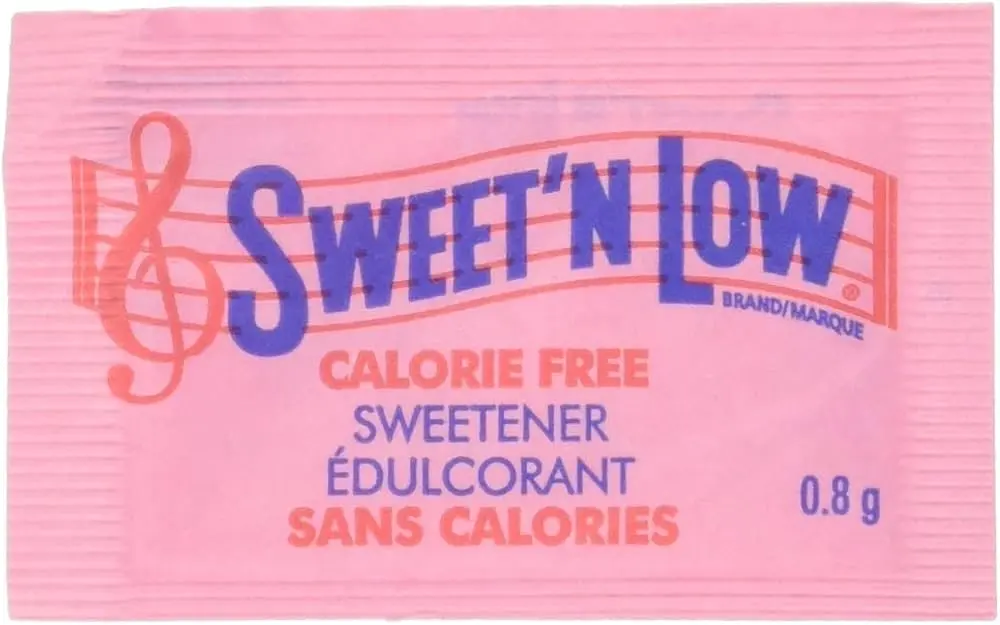 SWEET'N LOW®
BRAND/MARQUE
CALORIE FREE
SWEETENER
ÉDULCORANT
SANS CALORIES
0.8 g